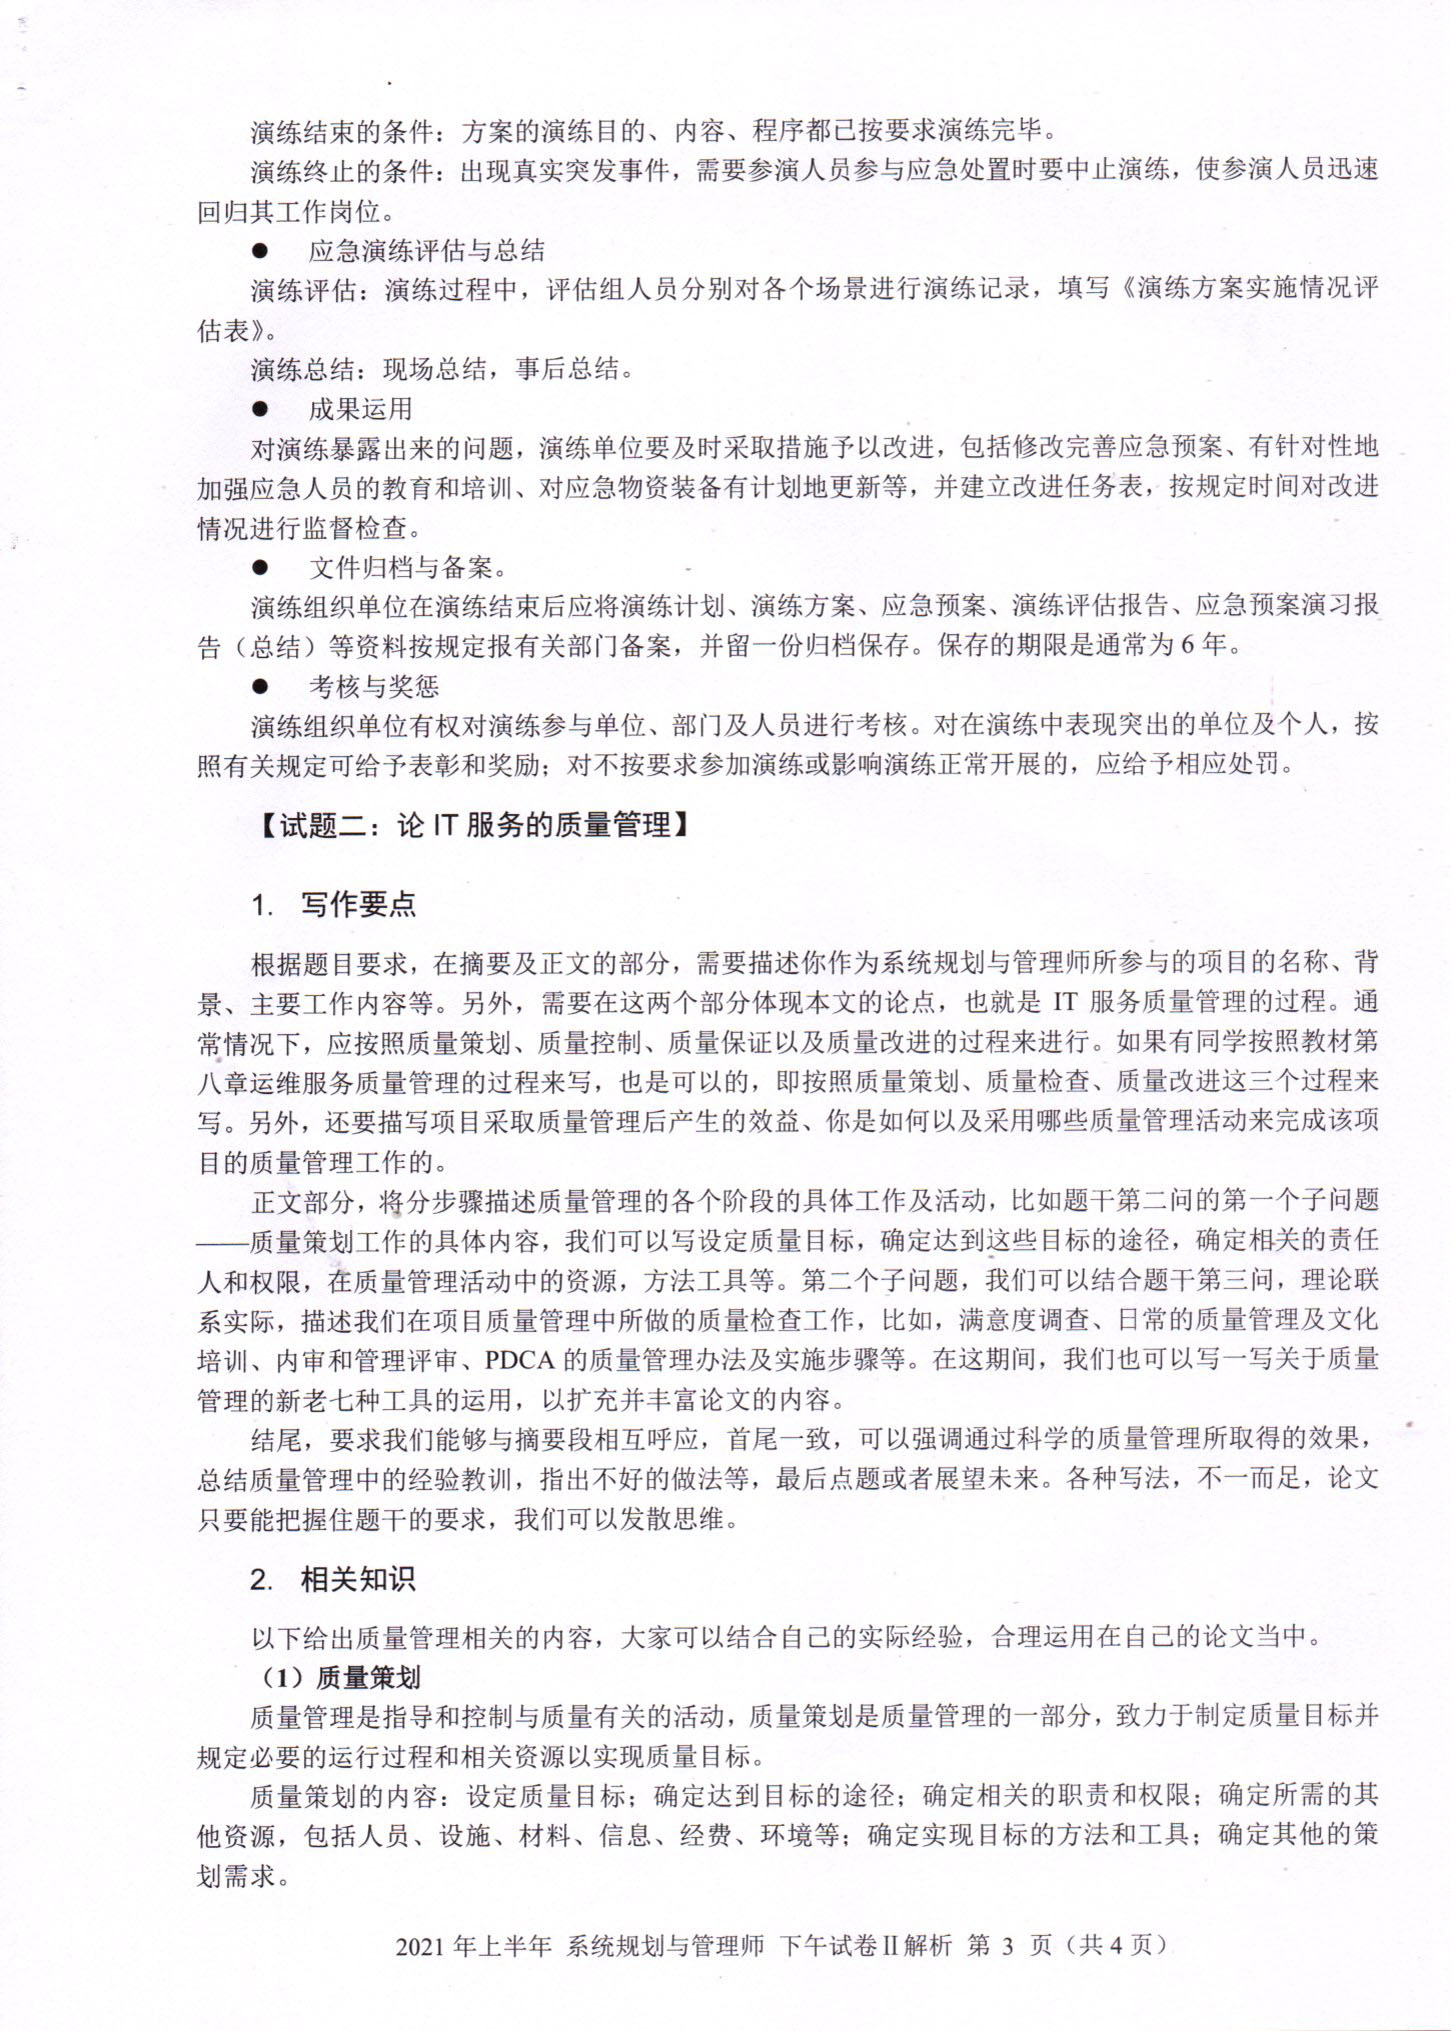 演练结束的条件：方案的演练目的、内容、程序都已按要求演练完毕。
演练终止的条件：出现真实突发事件，需要参演人员参与应急处置时要中止演练，使参演人员迅速
回归其工作岗位。
● 应急演练评估与总结
演练评估：演练过程中，评估组人员分别对各个场景进行演练记录，填写《演练方案实施情况评
估表》。
演练总结：现场总结，事后总结。
● 成果运用
对演练暴露出来的问题，演练单位要及时采取措施予以改进，包括修改完善应急预案、有针对性地
加强应急人员的教育和培训、对应急物资装备有计划地更新等，并建立改进任务表，按规定时间对改进
情况进行监督检查。
● 文件归档与备案。
演练组织单位在演练结束后应将演练计划、演练方案、应急预案、演练评估报告、应急预案演习报
告（总结）等资料按规定报有关部门备案，并留一份归档保存。保存的期限是通常为 6 年。
● 考核与奖惩
演练组织单位有权对演练参与单位、部门及人员进行考核。对在演练中表现突出的单位及个人，按
照有关规定可给予表彰和奖励；对不按要求参加演练或影响演练正常开展的，应给予相应处罚。
【试题二：论 IT 服务的质量管理】
1. 写作要点
根据题目要求，在摘要及正文的部分，需要描述你作为系统规划与管理师所参与的项目的名称、背
景、主要工作内容等。另外，需要在这两个部分体现本文的论点，也就是 IT 服务质量管理的过程。通
常情况下，应按照质量策划、质量控制、质量保证以及质量改进的过程来进行。如果有同学按照教材第
八章运维服务质量管理的过程来写，也是可以的，即按照质量策划、质量检查、质量改进这三个过程来
写。另外，还要描写项目采取质量管理后产生的效益、你是如何以及采用哪些质量管理活动来完成该项
目的质量管理工作的。
正文部分，将分步骤描述质量管理的各个阶段的具体工作及活动，比如题干第二问的第一个子问题
——质量策划工作的具体内容，我们可以写设定质量目标，确定达到这些目标的途径，确定相关的责任
人和权限，在质量管理活动中的资源，方法工具等。第二个子问题，我们可以结合题干第三问，理论联
系实际，描述我们在项目质量管理中所做的质量检查工作，比如，满意度调查、日常的质量管理及文化
培训、内审和管理评审、PDCA 的质量管理办法及实施步骤等。在这期间，我们也可以写一写关于质量
管理的新老七种工具的运用，以扩充并丰富论文的内容。
结尾，要求我们能够与摘要段相互呼应，首尾一致，可以强调通过科学的质量管理所取得的效果，
总结质量管理中的经验教训，指出不好的做法等，最后点题或者展望未来。各种写法，不一而足，论文
只要能把握住题干的要求，我们可以发散思维。
2. 相关知识
以下给出质量管理相关的内容，大家可以结合自己的实际经验，合理运用在自己的论文当中。
（1）质量策划
质量管理是指导和控制与质量有关的活动，质量策划是质量管理的一部分，致力于制定质量目标并
规定必要的运行过程和相关资源以实现质量目标。
质量策划的内容：设定质量目标；确定达到目标的途径；确定相关的职责和权限；确定所需的其
他资源，包括人员、设施、材料、信息、经费、环境等；确定实现目标的方法和工具；确定其他的策
划需求。
2021 年上半年 系统规划与管理师 下午试卷Ⅱ解析 第 3 页（共 4 页）